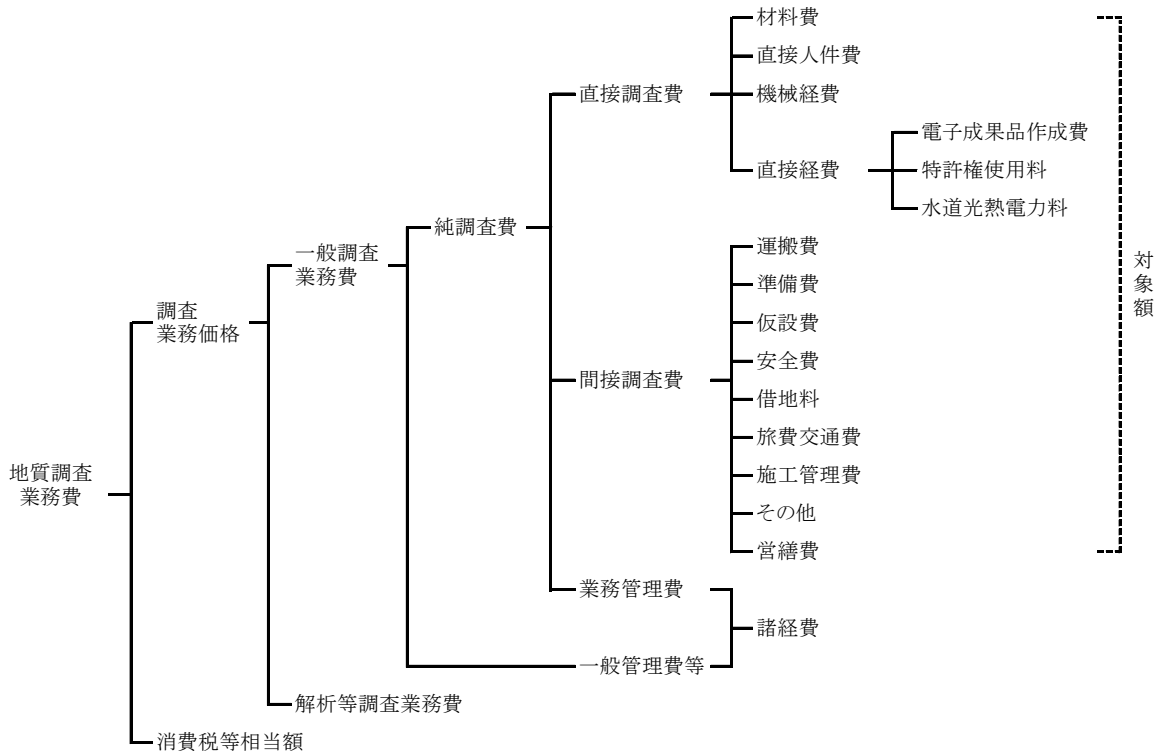 材料費
直接人件費
直接調査費
機械経費
電子成果品作成費
直接経費
特許権使用料
水道光熱電力料
純調査費
一般調査
業務費
運搬費
準備費
対象額
調査
業務価格
仮設費
安全費
間接調査費
借地料
旅費交通費
地質調査
業務費
施工管理費
その他
営繕費
業務管理費
諸経費
一般管理費等
解析等調査業務費
消費税等相当額